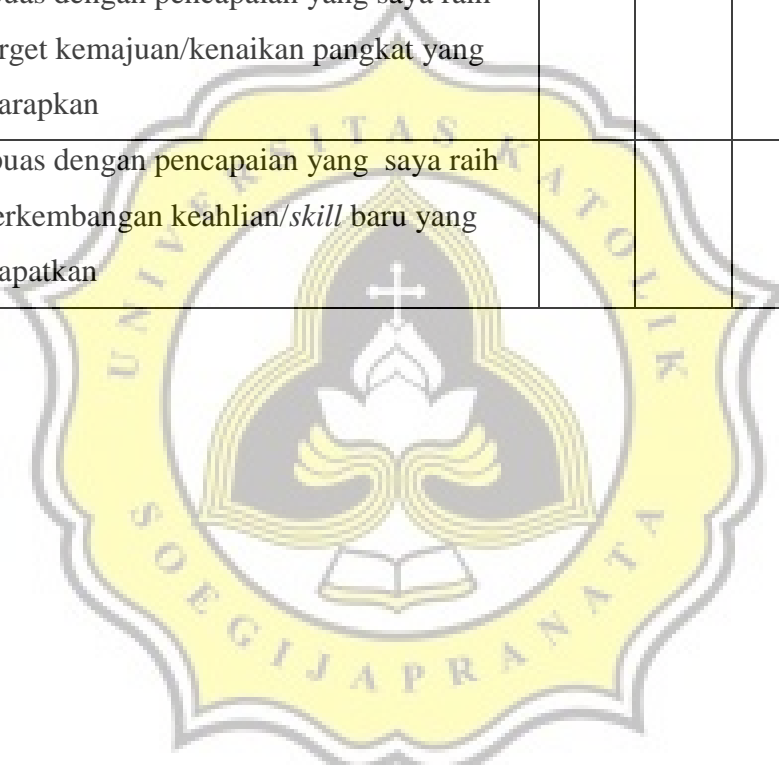 puas dengan pencapaian yang saya raih
rget kemajuan/kenaikan pangkat yang
arapkan
puas dengan pencapaian yang saya raih
erkembangan keahlian/skill baru yang
apatkan
UNIVERSITAS KATOLIK
SOEGIJAPRANATA